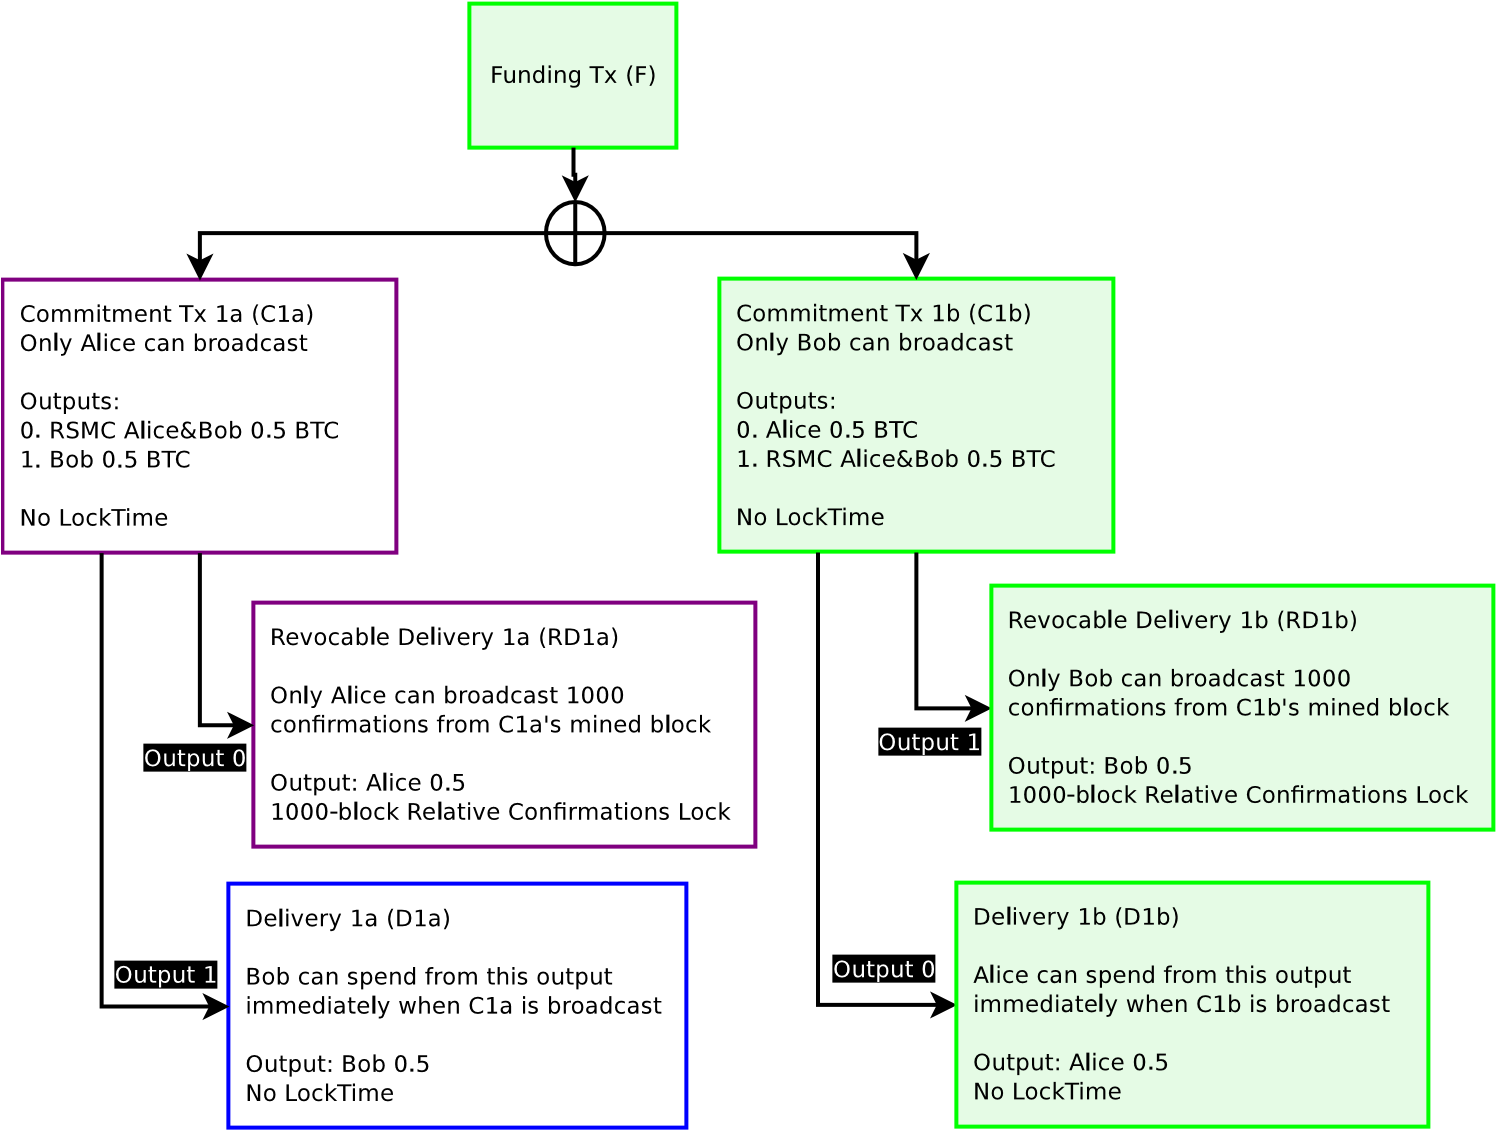 Funding Tx (F)
Commitment Tx 1a (C1a)
Only Alice can broadcast
Outputs:
0. RSMC Alice&Bob 0.5 BTC
1. Bob 0.5 BTC
No LockTime
Commitment Tx 1b (C1b)
Only Bob can broadcast
Outputs:
0. Alice 0.5 BTC
1. RSMC Alice&Bob 0.5 BTC
No LockTime
Output 0
Revocable Delivery 1a (RD1a)
Only Alice can broadcast 1000
confirmations from C1a's mined block
Output: Alice 0.5
1000-block Relative Confirmations Lock
Output 1
Revocable Delivery 1b (RD1b)
Only Bob can broadcast 1000
confirmations from C1b's mined block
Output: Bob 0.5
1000-block Relative Confirmations Lock
Output 1
Delivery 1a (D1a)
Bob can spend from this output
immediately when C1a is broadcast
Output: Bob 0.5
No LockTime
Output 0
Delivery 1b (D1b)
Alice can spend from this output
immediately when C1b is broadcast
Output: Alice 0.5
No LockTime